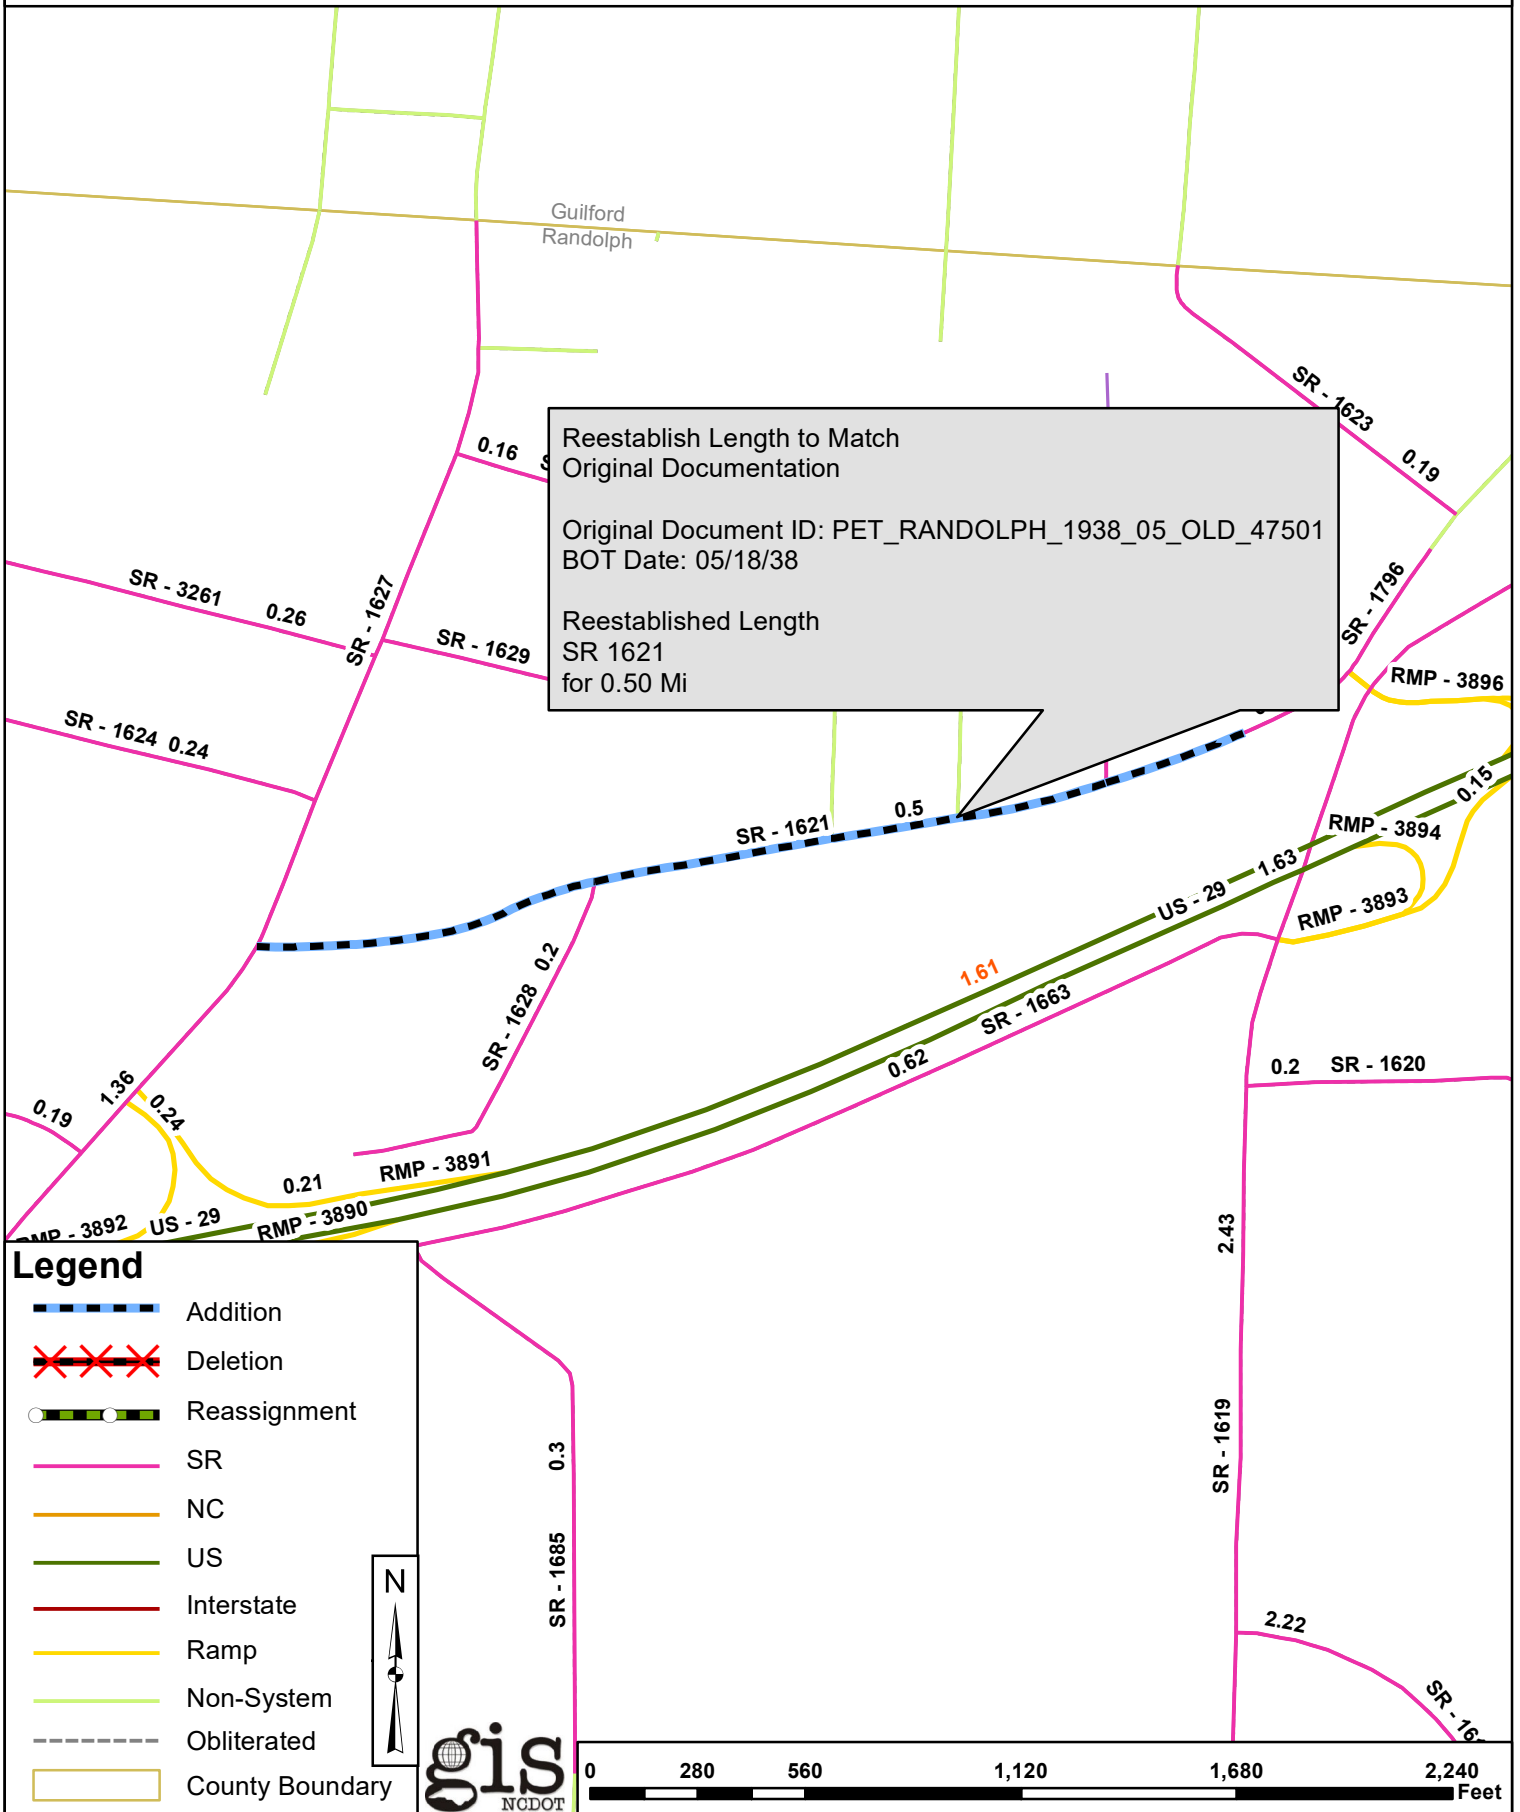 Guilford
Randolph
SR - 1623
0.19
0.16
Reestablish Length to Match
Original Documentation
Original Document ID: PET_RANDOLPH_1938_05_OLD_47501
BOT Date: 05/18/38
Reestablished Length
SR 1621
for 0.50 Mi
SR - 3261
0.26
SR - 1627
SR - 1629
SR - 1796
RMP - 3896
SR - 1624
0.24
0.15
SR - 1621
0.5
RMP - 3894
1.63
US - 29
RMP - 3893
SR - 1628
0.2
1.61
SR - 1663
0.62
0.2
SR - 1620
1.36
0.24
0.19
0.21
RMP - 3891
RMP - 3892
US - 29
RMP - 3890
2.43
SR - 1619
0.3
SR - 1685
2.22
SR - 16
Legend
Addition
Deletion
Reassignment
SR
NC
US
Interstate
Ramp
Non-System
Obliterated
County Boundary
N
gis
NCDOT
0 280 560 1,120 1,680 2,240
Feet